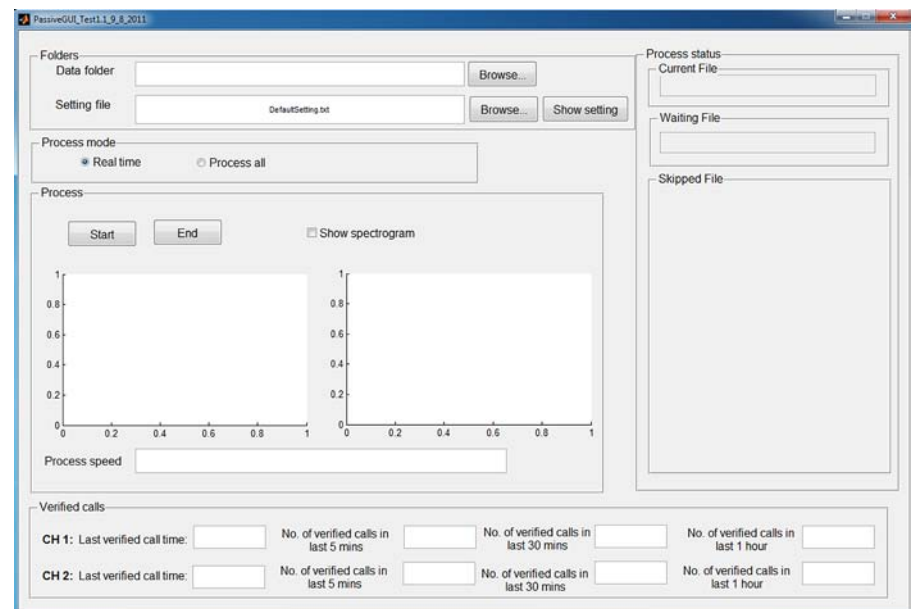 PassiveGUI_Test1.1_9_8_2011
Folders
Data folder
Browse...
Setting file
DefaultSetting.txt
Browse...
Show setting
Process mode
Real time
Process all
Process
Start
End
Show spectrogram
1
0.8
0.6
0.4
0.2
0
0 0.2 0.4 0.6 0.8 1
1
0.8
0.6
0.4
0.2
0
0 0.2 0.4 0.6 0.8 1
Process speed
Process status
Current File
Waiting File
Skipped File
Verified calls
CH 1: Last verified call time:
No. of verified calls in
last 5 mins
No. of verified calls in
last 30 mins
No. of verified calls in
last 1 hour
CH 2: Last verified call time:
No. of verified calls in
last 5 mins
No. of verified calls in
last 30 mins
No. of verified calls in
last 1 hour